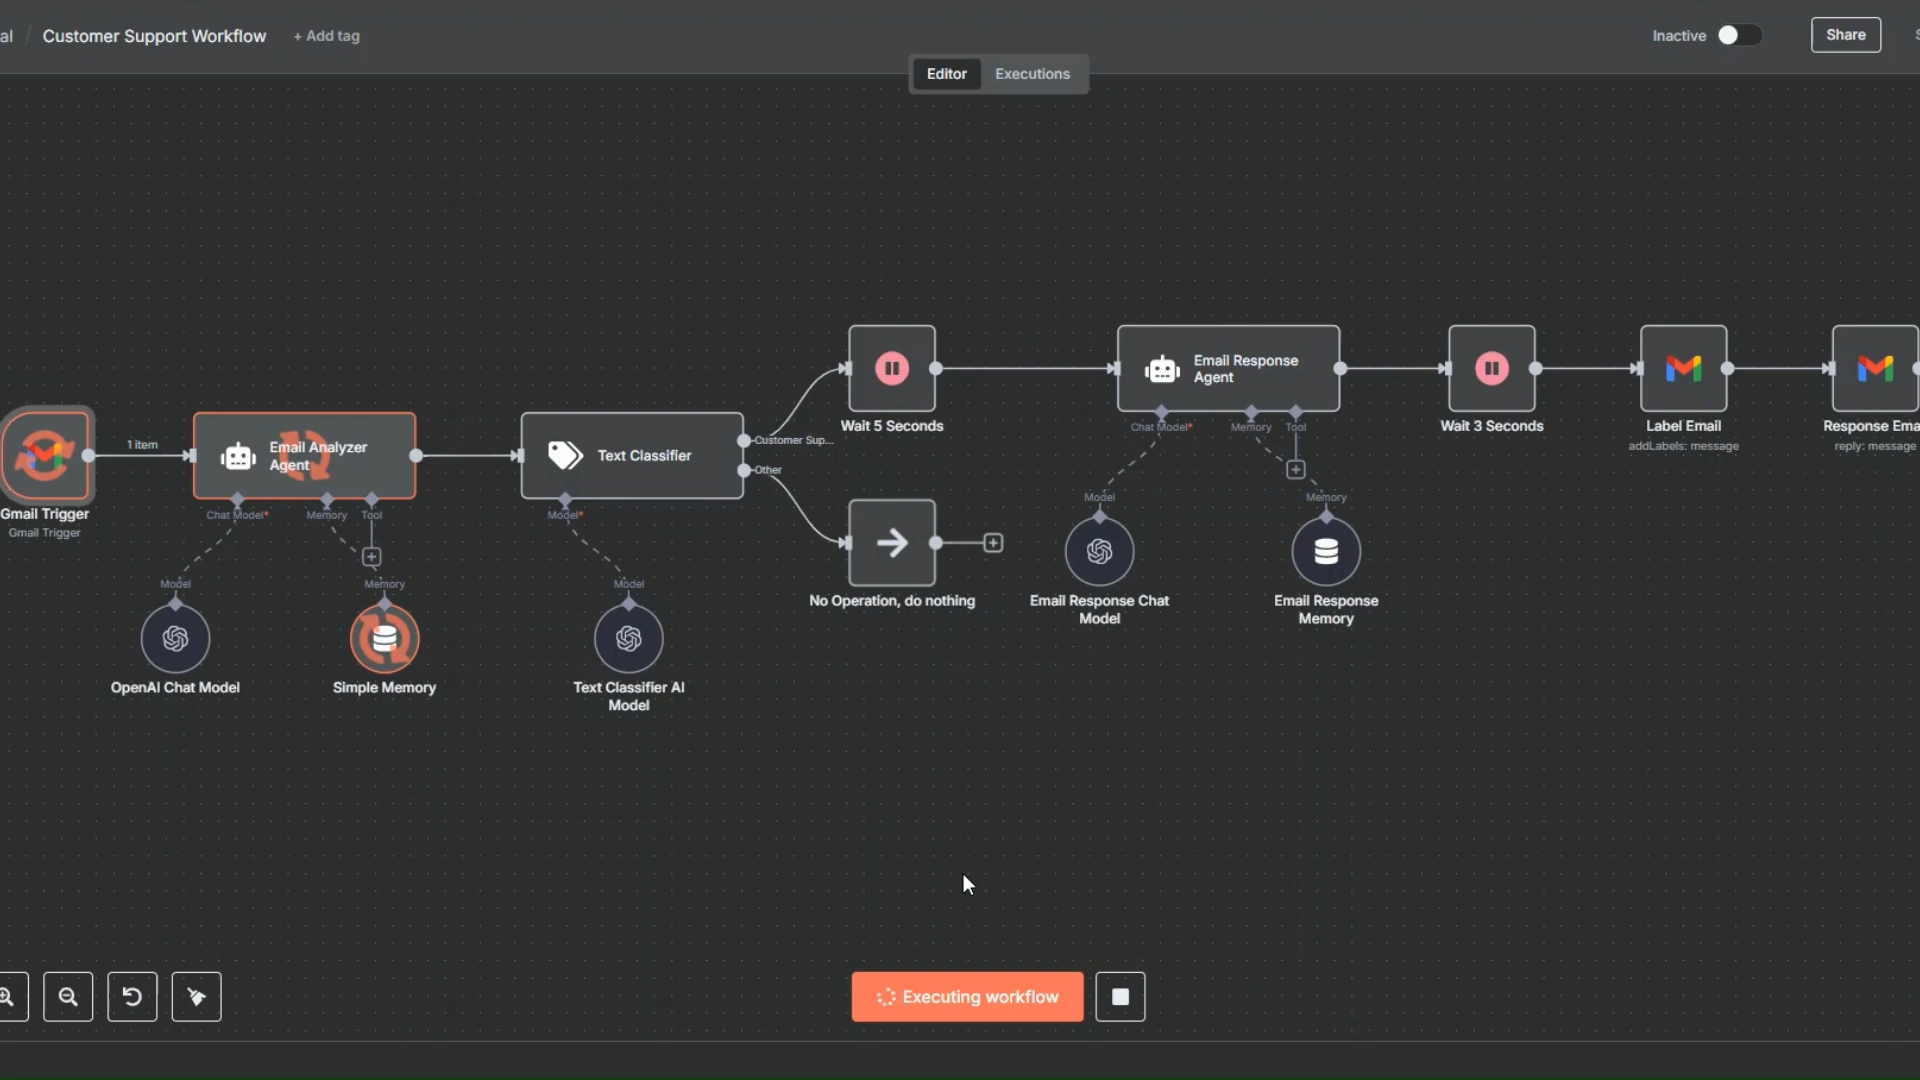 al / Customer Support Workflow + Add tag
Inactive
Share
Editor Executions
1 item
Gmail Trigger
Gmail Trigger
Email Analyzer
Agent
Chat Model*
Memory
Tool
Model
OpenAI Chat Model
Memory
Simple Memory
Text Classifier
Customer Sup...
Other
Model*
Model
Text Classifier AI
Model
Wait 5 Seconds
No Operation, do nothing
Email Response
Agent
Chat Model*
Memory
Tool
Model
Email Response Chat
Model
Memory
Email Response
Memory
Wait 3 Seconds
Label Email
addLabels: message
Response Ema
reply: message
Executing workflow